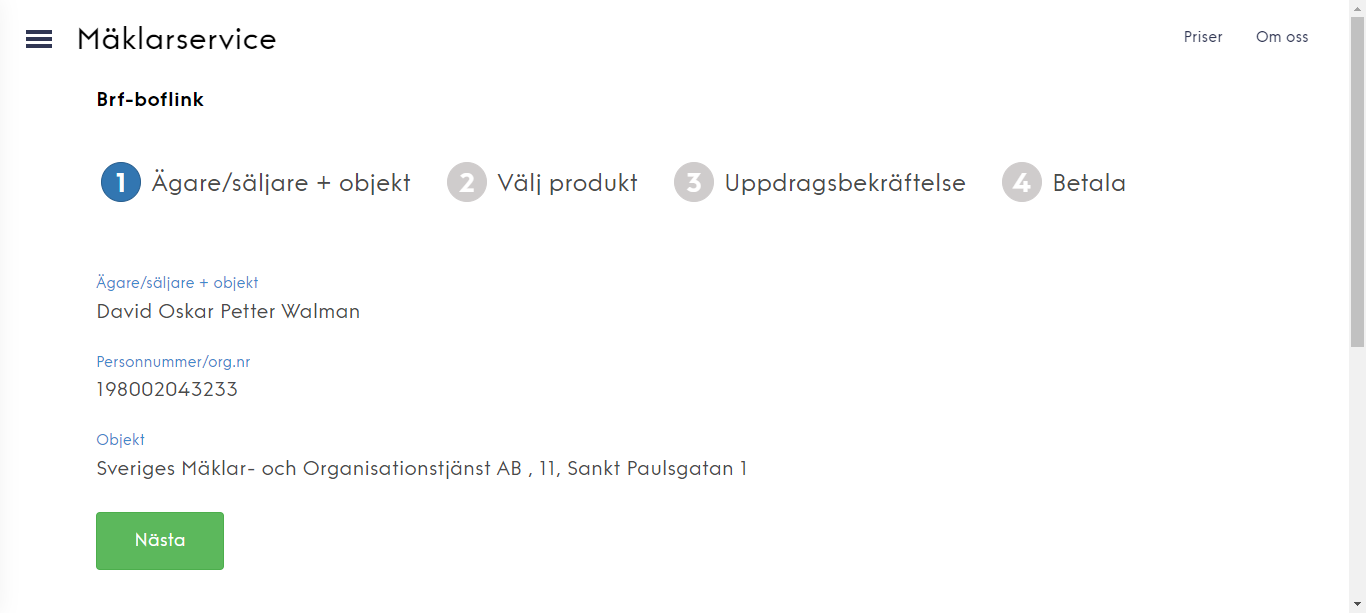 Mäklarservice
Priser
Om oss
Brf-boflink
1 Ägare/säljare + objekt
2 Välj produkt
3 Uppdragsbekräftelse
4 Betala
Ägare/säljare + objekt
David Oskar Petter Walman
Personnummer/org.nr
198002043233
Objekt
Sveriges Mäklar- och Organisationstjänst AB , 11, Sankt Paulsgatan 1
Nästa